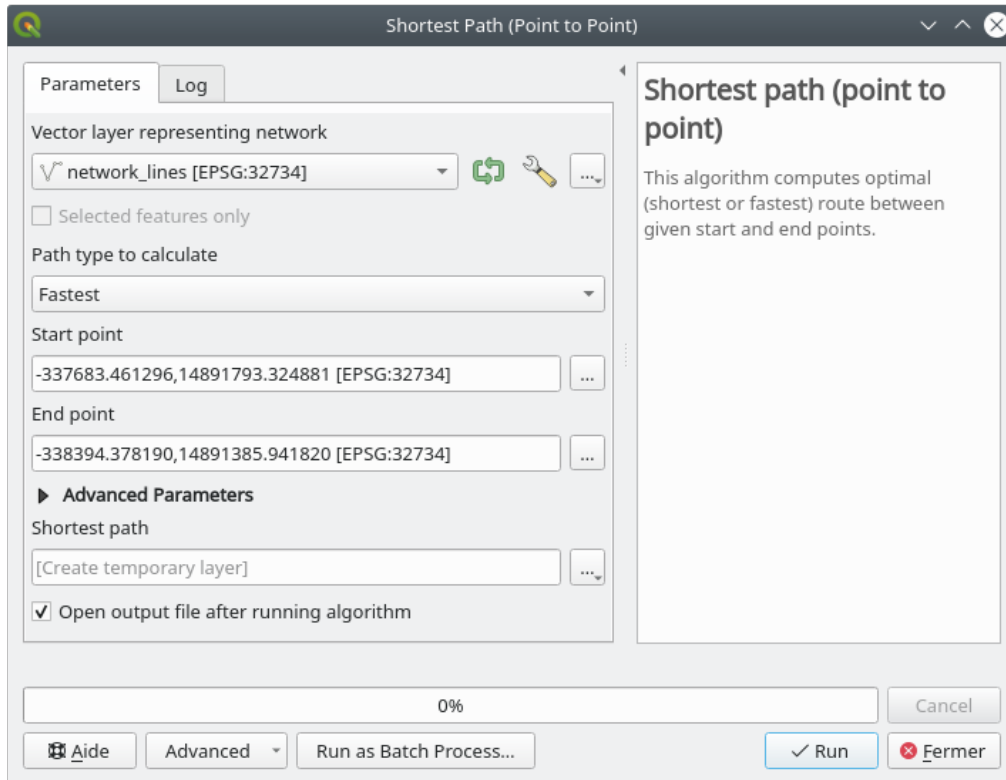 Shortest Path (Point to Point)
Parameters
Log
Vector layer representing network
network_lines [EPSG:32734]
...
Selected features only
Path type to calculate
Fastest
Start point
-337683.461296,14891793.324881 [EPSG:32734]
...
End point
-338394.378190,14891385.941820 [EPSG:32734]
...
Advanced Parameters
Shortest path
[Create temporary layer]
...
Open output file after running algorithm
Shortest path (point to
point)
This algorithm computes optimal
(shortest or fastest) route between
given start and end points.
0%
Cancel
Aide
Advanced
Run as Batch Process...
Run
Fermer